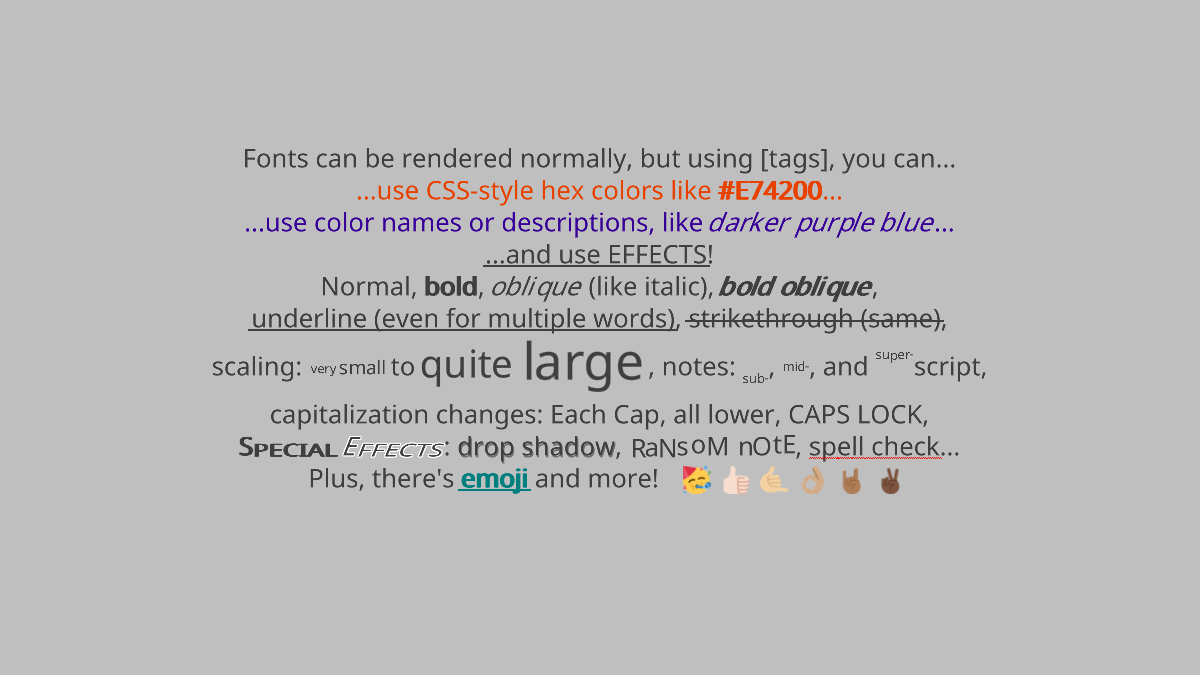 Fonts can be rendered normally, but using [tags], you can...
...use CSS-style hex colors like #E74200...
...use color names or descriptions, like darker purple blue...
...and use EFFECTS!
Normal, bold, oblique (like italic), bold oblique,
underline (even for multiple words), strikethrough (same),
scaling: very small to quite large, notes: sub-, mid-, and super-script,
capitalization changes: Each Cap, all lower, CAPS LOCK,
Special Effects: drop shadow, RaNsoM nOtE, spell check...
Plus, there's emoji and more! 🥳 👍🏻 🤙🏼 👌🏽 🤘🏾 ✌🏿